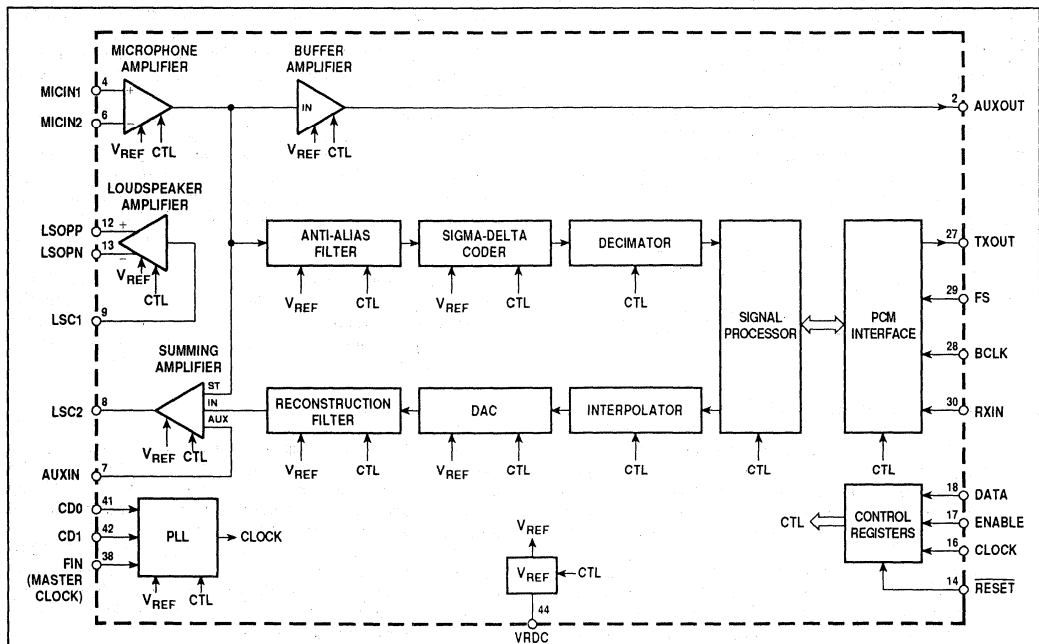 MICROPHONE
AMPLIFIER
BUFFER
AMPLIFIER
MICIN1
4
+
IN
2
AUXOUT
MICIN2
6
−
VREF
CTL
VREF
CTL
LOUDSPEAKER
AMPLIFIER
LSOPP
12
+
LSOPN
13
−
VREF
CTL
LSC1
9
ANTI-ALIAS
FILTER
VREF
CTL
SIGMA-DELTA
CODER
VREF
CTL
DECIMATOR
CTL
SIGNAL
PROCESSOR
CTL
PCM
INTERFACE
CTL
27
TXOUT
29
FS
28
BCLK
30
RXIN
SUMMING
AMPLIFIER
ST
IN
AUX
LSC2
8
VREF
CTL
RECONSTRUCTION
FILTER
VREF
CTL
DAC
VREF
CTL
INTERPOLATOR
CTL
AUXIN
7
CD0
41
CD1
42
FIN
38
(MASTER
CLOCK)
PLL
CLOCK
VREF
CTL
VREF
VREF
CTL
44
VRDC
CTL
CONTROL
REGISTERS
18
DATA
17
ENABLE
16
CLOCK
14
RESET